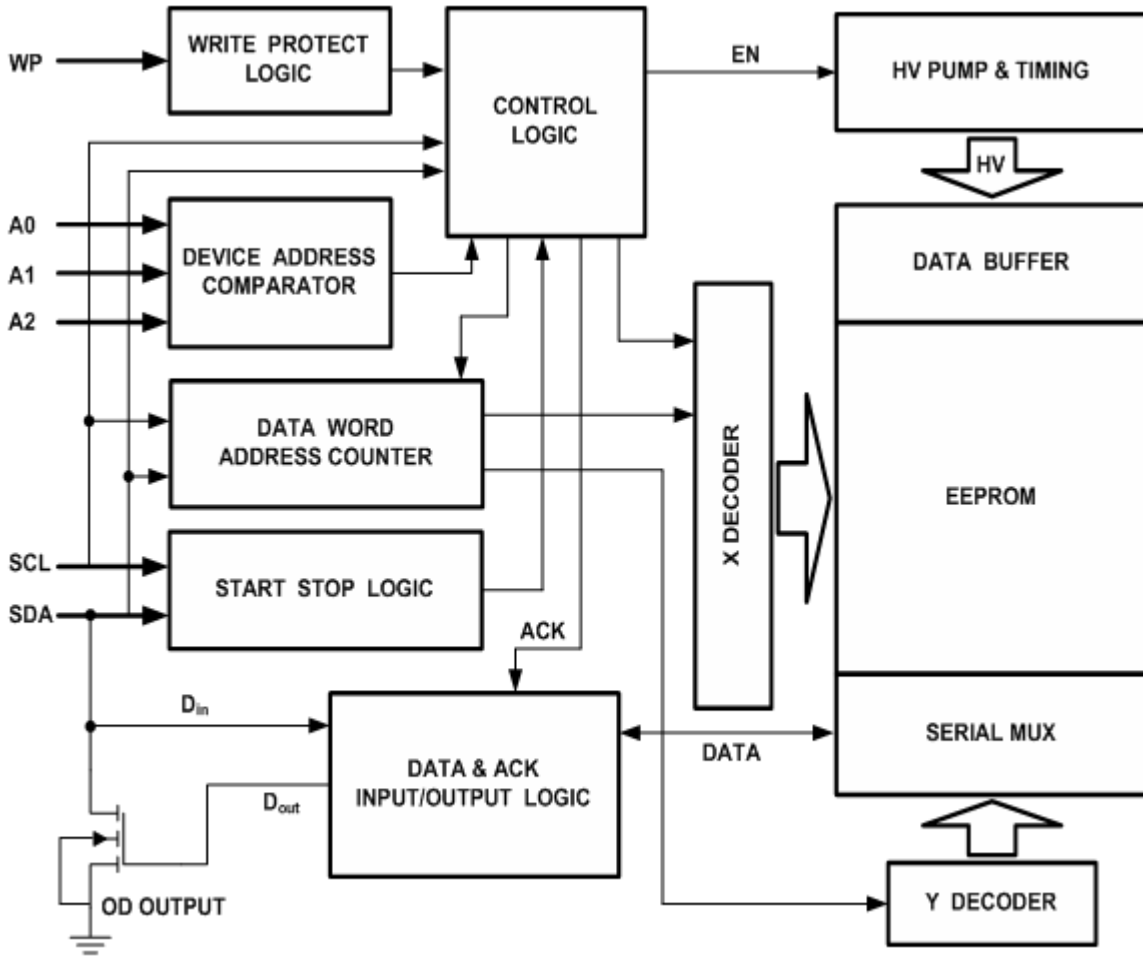 WP
WRITE PROTECT
LOGIC
CONTROL
LOGIC
EN
HV PUMP & TIMING
HV
A0
A1
A2
DEVICE ADDRESS
COMPARATOR
DATA BUFFER
DATA WORD
ADDRESS COUNTER
X DECODER
EEPROM
SCL
SDA
START STOP LOGIC
ACK
Din
DATA & ACK
INPUT/OUTPUT LOGIC
DATA
SERIAL MUX
Dout
OD OUTPUT
Y DECODER